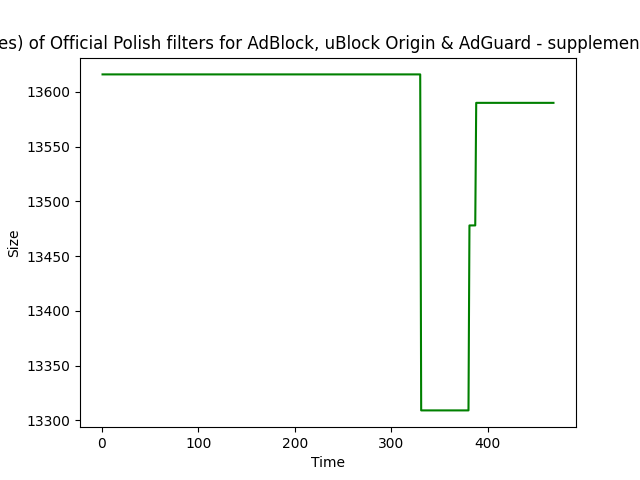 es) of Official Polish filters for AdBlock, uBlock Origin & AdGuard - supplemen
13600
13550
13500
13450
13400
13350
13300
Size
0 100 200 300 400
Time